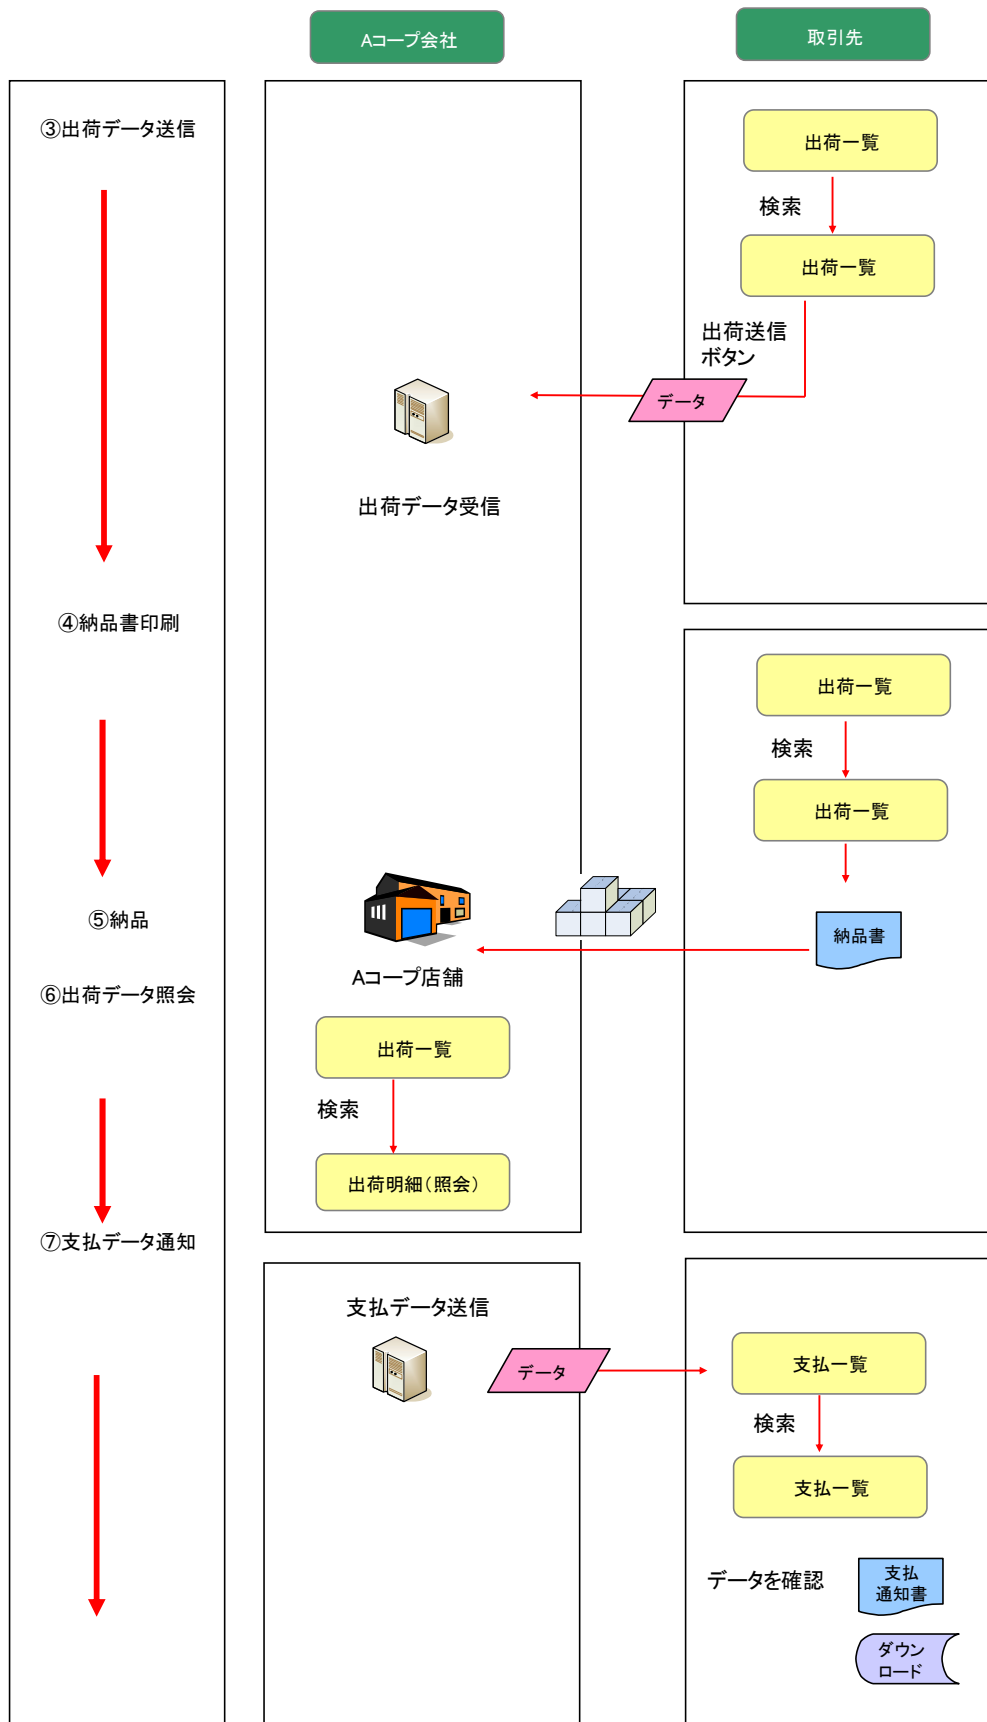 Aコープ会社
取引先
③出荷データ送信
出荷一覧
検索
出荷一覧
出荷送信
ボタン
データ
出荷データ受信
④納品書印刷
出荷一覧
検索
出荷一覧
⑤納品
納品書
Aコープ店舗
⑥出荷データ照会
出荷一覧
検索
出荷明細(照会)
⑦支払データ通知
支払データ送信
データ
支払一覧
検索
支払一覧
データを確認
支払
通知書
ダウン
ロード